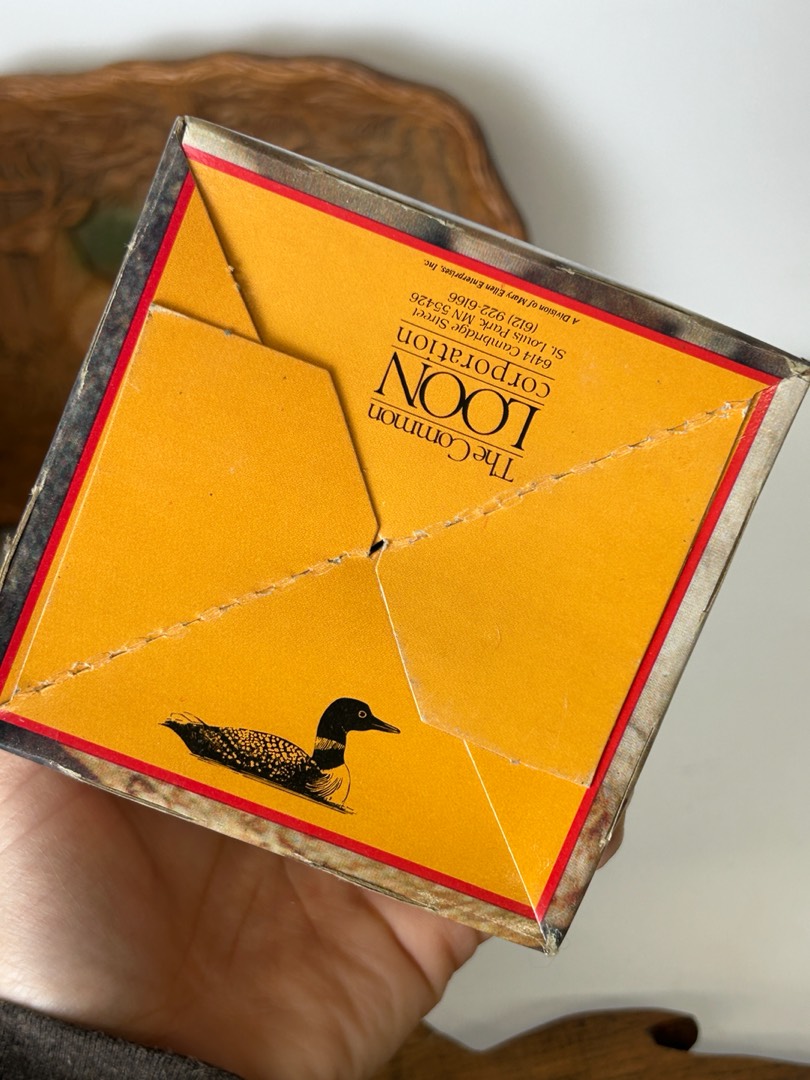 The Common
LOON
corporation
6414 Cambridge Street
St. Louis Park, MN 55426
(612) 922-6166
A Division of Mary Ellen Enterprises, Inc.